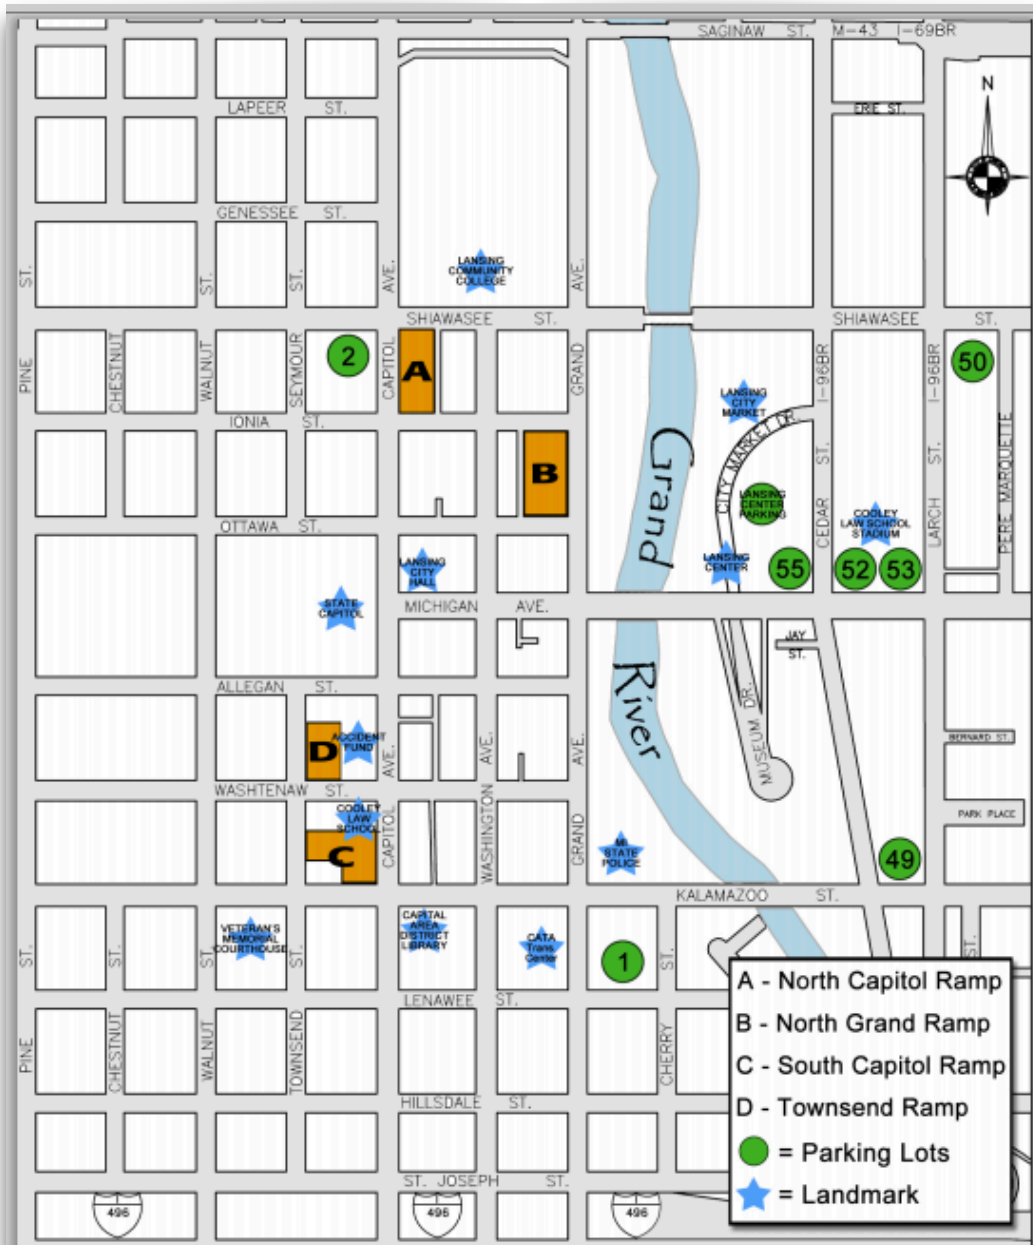 SAGINAW ST.
M-43 I-69BR
LAPEER ST.
ERIE ST.
N
GENESSEE ST.
LANSING
COMMUNITY
COLLEGE
ST.
ST.
ST.
AVE.
AVE.
SHIAWASEE ST.
SHIAWASEE ST.
PINE
CHESTNUT
WALNUT
SEYMOUR
2
CAPITOL
A
GRAND
I-96BR
I-96BR
50
LANSING
CITY
MARKET
IONIA ST.
CITY MARKET DR.
Grand
B
LANSING
CENTER
PARKING
CEDAR ST.
LARCH ST.
PERE MARQUETTE
COOLEY
LAW SCHOOL
STADIUM
OTTAWA ST.
LANSING
CITY
HALL
LANSING
CENTER
55
52
53
STATE
CAPITOL
MICHIGAN AVE.
JAY
ST.
River
ALLEGAN ST.
MUSEUM DR.
D
ACCIDENT
FUND
AVE.
AVE.
AVE.
BERNARD ST.
WASHTENAW ST.
COOLEY
LAW
SCHOOL
CAPITOL
WASHINGTON
GRAND
PARK PLACE
C
MI
STATE
POLICE
49
KALAMAZOO ST.
VETERAN'S
MEMORIAL
COURTHOUSE
CAPITAL
AREA
DISTRICT
LIBRARY
CATA
Trans.
Center
1
ST.
ST.
ST.
ST.
ST.
ST.
LENAWEE ST.
PINE
CHESTNUT
WALNUT
TOWNSEND
CHERRY
HILLSDALE ST.
ST. JOSEPH ST.
496
496
496
A - North Capitol Ramp
B - North Grand Ramp
C - South Capitol Ramp
D - Townsend Ramp
= Parking Lots
= Landmark